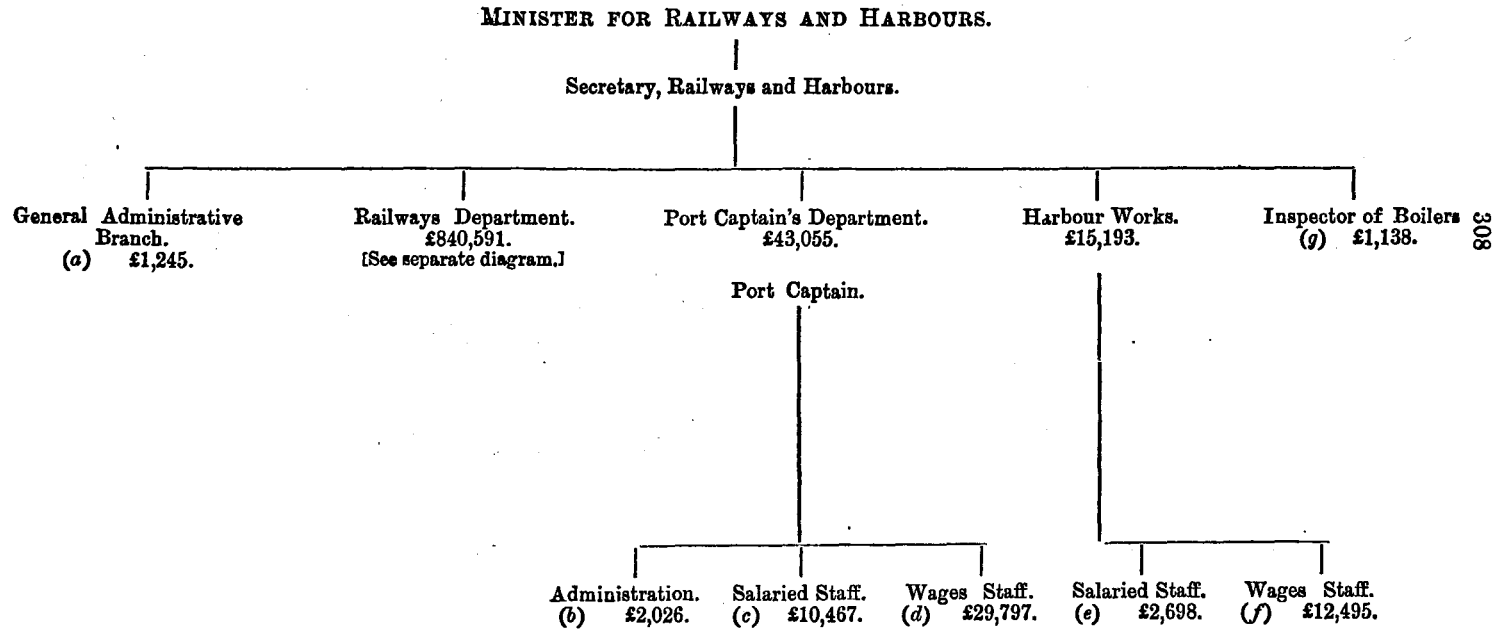 MINISTER FOR RAILWAYS AND HARBOURS.
Secretary, Railways and Harbours.
General Administrative
Branch.
(a) £1,245.
Railways Department.
£840,591.
[See separate diagram.]
Port Captain's Department.
£43,055.
Port Captain.
Harbour Works.
£15,193.
Inspector of Boilers
(g) £1,138.
308
Administration.
(b) £2,026.
Salaried Staff.
(c) £10,467.
Wages Staff.
(d) £29,797.
Salaried Staff.
(e) £2,698.
Wages Staff.
(f) £12,495.